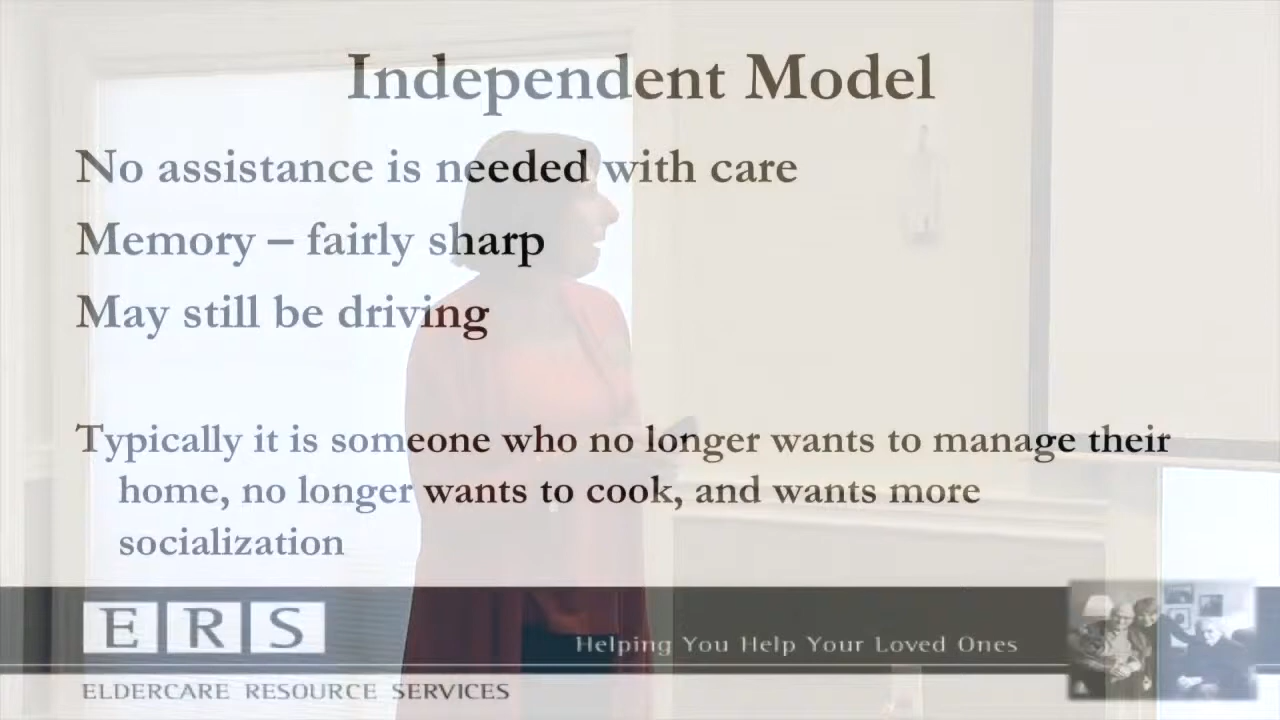 Independent Model
No assistance is needed with care
Memory – fairly sharp
May still be driving
Typically it is someone who no longer wants to manage their
home, no longer wants to cook, and wants more
socialization
ERS
Helping You Help Your Loved Ones
ELDERCARE RESOURCE SERVICES